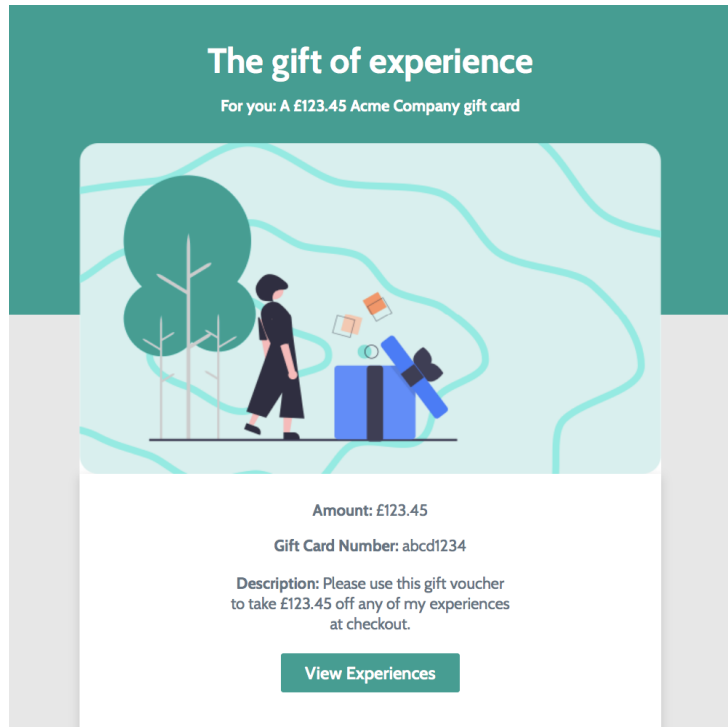 The gift of experience
For you: A £123.45 Acme Company gift card
Amount: £123.45
Gift Card Number: abcd1234
Description: Please use this gift voucher
to take £123.45 off any of my experiences
at checkout.
View Experiences